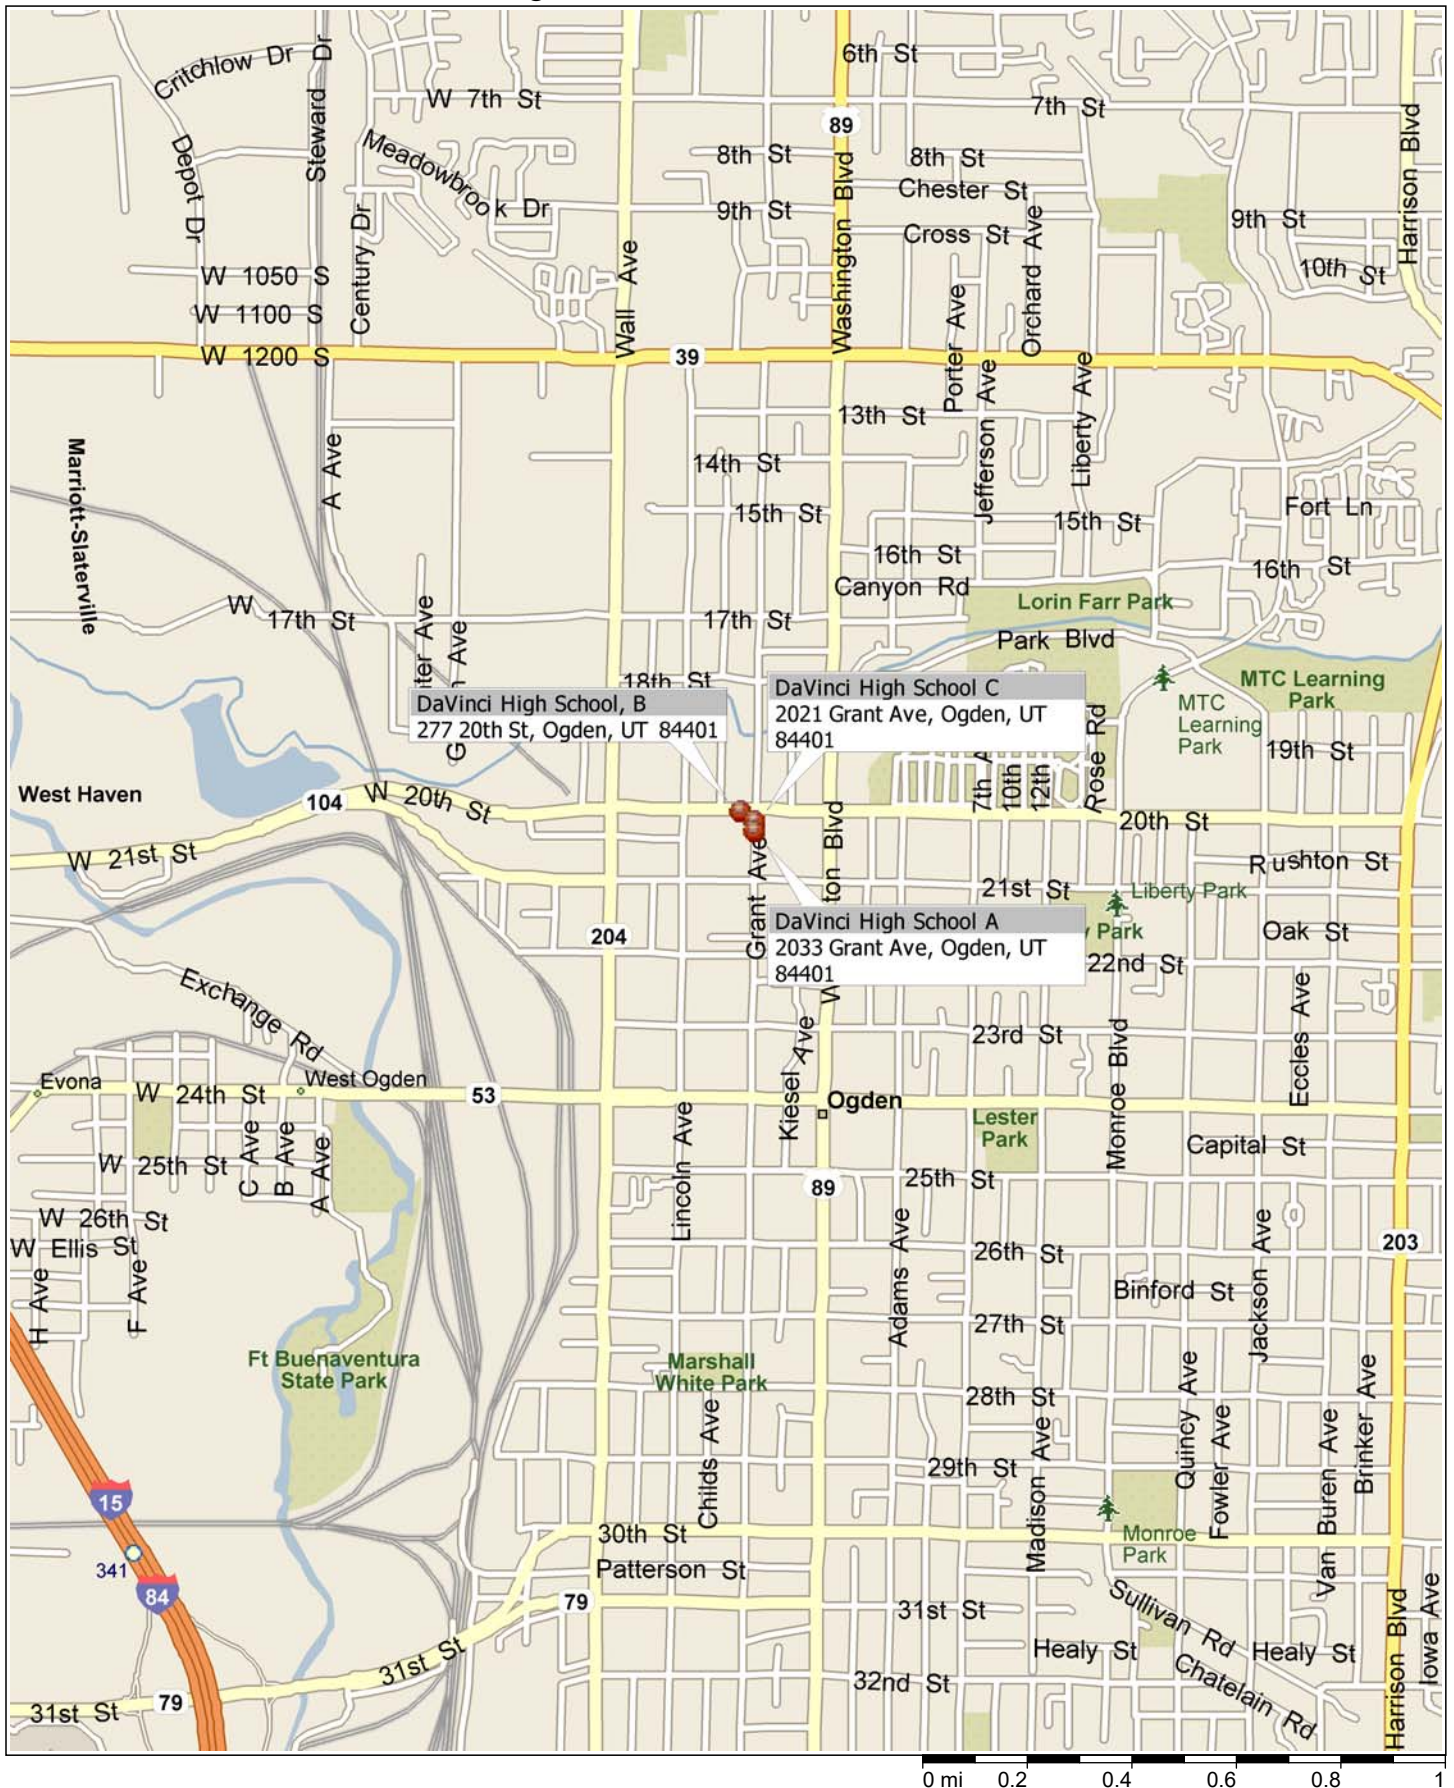 6th St
Critchlow Dr
Steward Dr
W 7th St
7th St
89
Harrison Blvd
Depot Dr
Meadowbrook Dr
8th St
8th St
Chester St
9th St
9th St
Cross St
Orchard Ave
Washington Blvd
Century Dr
Wall Ave
10th St
W 1050 S
W 1100 S
W 1200 S
39
Porter Ave
Jefferson Ave
Liberty Ave
13th St
A Ave
Marriott-Slaterville
14th St
15th St
15th St
Fort Ln
16th St
16th St
Canyon Rd
Lorin Farr Park
W 17th St
17th St
Park Blvd
18th St
MTC Learning
Park
MTC
Learning
Park
DaVinci High School, B
277 20th St, Ogden, UT 84401
DaVinci High School C
2021 Grant Ave, Ogden, UT
84401
Rose Rd
19th St
7th A
10th
12th
West Haven
104
W 20th St
20th St
W 21st St
Rushton St
21st St
Liberty Park
Grant Ave
ton Blvd
DaVinci High School A
2033 Grant Ave, Ogden, UT
84401
y Park
Oak St
204
22nd St
Exchange Rd
Kiesel Ave
23rd St
Monroe Blvd
Eccles Ave
Evona
West Ogden
W 24th St
53
Ogden
Lester
Park
C Ave
B Ave
A Ave
W 25th St
Lincoln Ave
Capital St
25th St
89
W 26th St
W Ellis St
H Ave
F Ave
Adams Ave
26th St
203
Binford St
Jackson Ave
27th St
Ft Buenaventura
State Park
Marshall
White Park
28th St
Quincy Ave
Fowler Ave
Van Buren Ave
Brinker Ave
Childs Ave
29th St
Madison Ave
15
30th St
Monroe
Park
341
Patterson St
84
79
31st St
Sullivan Rd
Healy St
Healy St
Iowa Ave
Harrison Blvd
31st St
32nd St
Chatelain Rd
31st St
79
0 mi 0.2 0.4 0.6 0.8 1